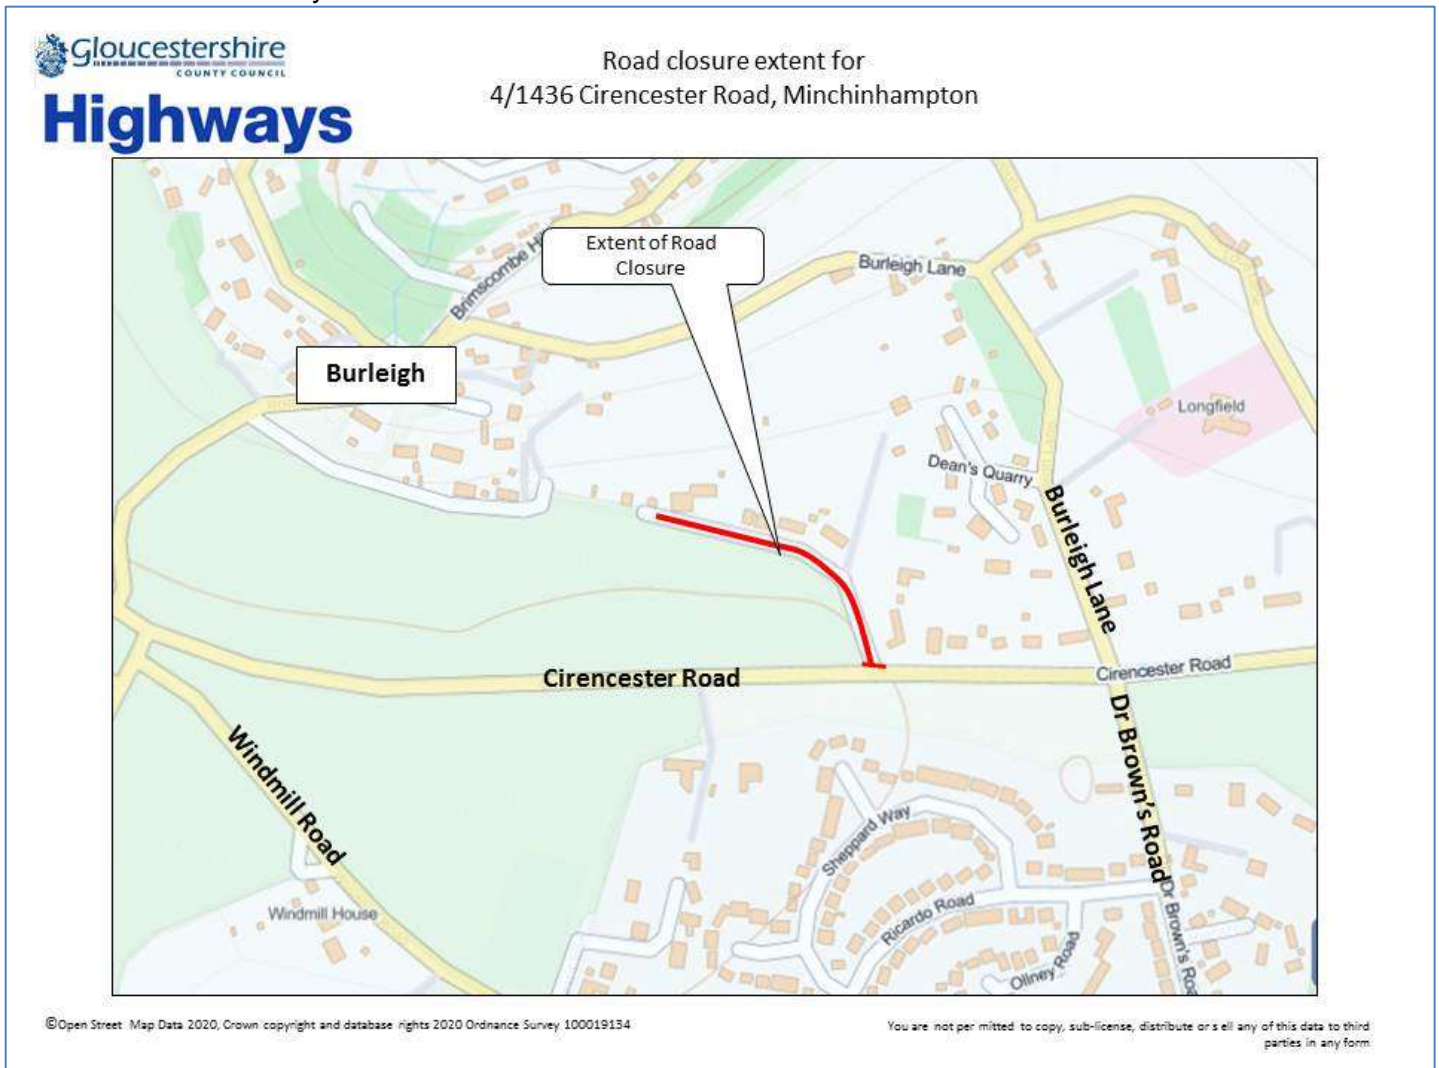 Gloucestershire
COUNTY COUNCIL
Highways
Road closure extent for
4/1436 Cirencester Road, Minchinhampton
Extent of Road
Closure
Brimscombe Hi
Burleigh Lane
Burleigh
Longfield
Dean's Quarry
Burleigh Lane
Cirencester Road
Cirencester Road
Windmill Road
Dr Brown's Road
Sheppard Way
Ricardo Road
Windmill House
Dr Brown's Roa
Ollney Road
©Open Street Map Data 2020, Crown copyright and database rights 2020 Ordnance Survey 100019134
You are not per mitted to copy, sub-license, distribute or s ell any of this data to third
parties in any form